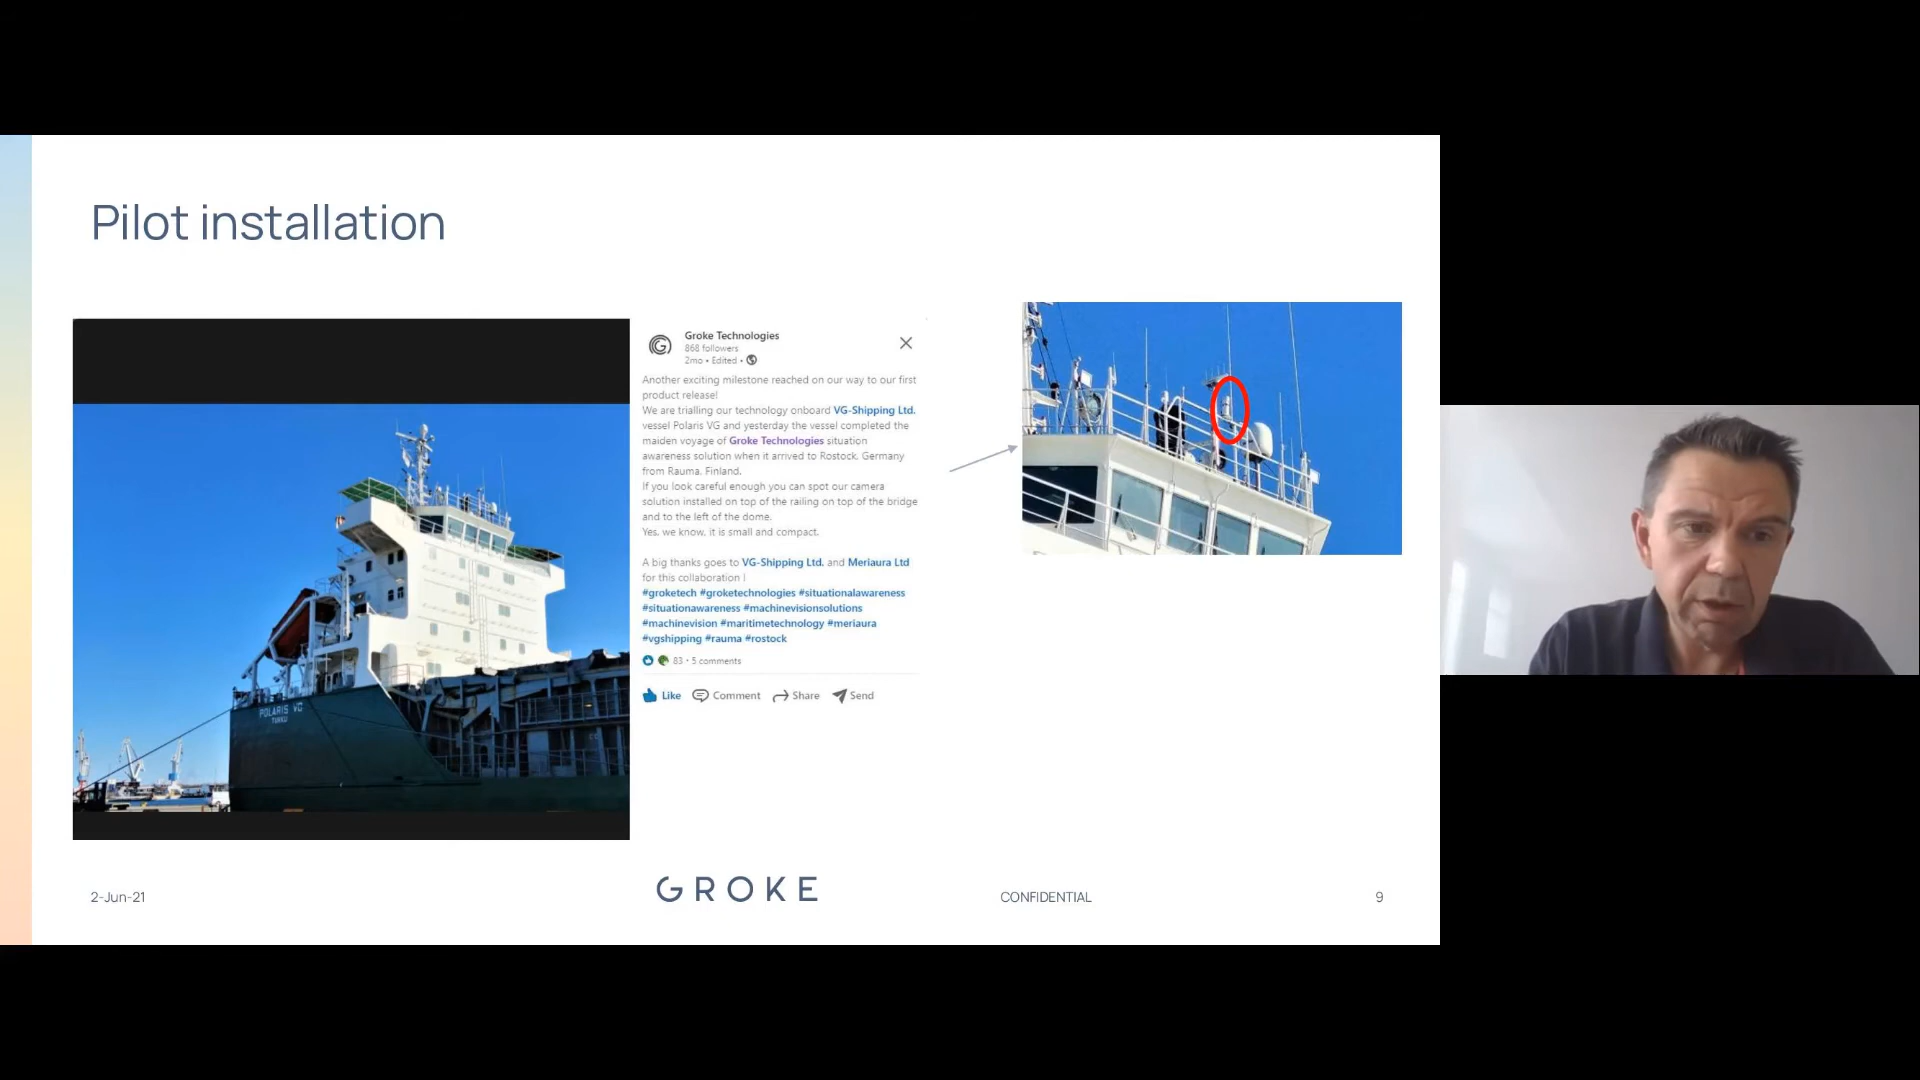 Pilot installation
Groke Technologies
868 followers
2mo • Edited •
Another exciting milestone reached on our way to our first
product release!
We are trialling our technology onboard VG-Shipping Ltd.
vessel Polaris VG and yesterday the vessel completed the
maiden voyage of Groke Technologies situation
awareness solution when it arrived to Rostock, Germany
from Rauma, Finland.
If you look careful enough you can spot our camera
solution installed on top of the railing on top of the bridge
and to the left of the dome.
Yes, we know, it is small and compact.
A big thanks goes to VG-Shipping Ltd. and Meriaura Ltd
for this collaboration !
#groketech #groketechnologies #situationalawareness
#situationawareness #machinevisionsolutions
#machinevision #maritimetechnology #meriaura
#vgshipping #rauma #rostock
83 • 5 comments
Like Comment Share Send
POLARIS VG
TURKU
2-Jun-21
GROKE
CONFIDENTIAL
9